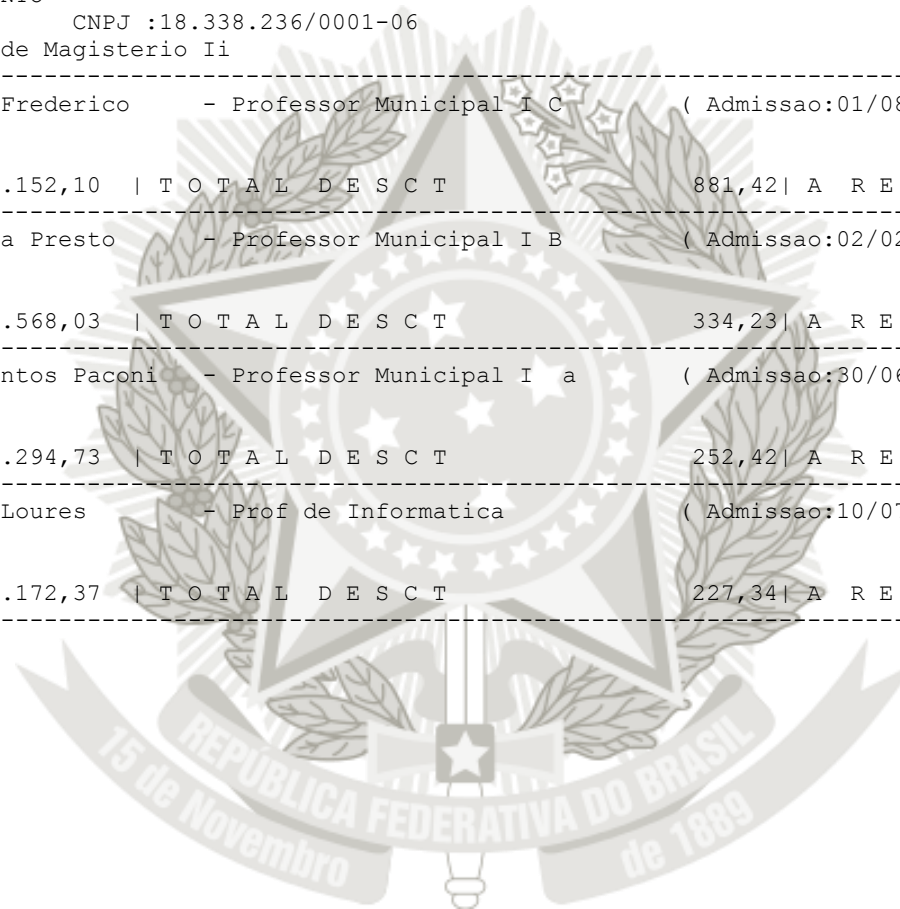 CNPJ :18.338.236/0001-06
de Magisterio Ii
--------------------------------------------------------------
Frederico - Professor Municipal I C ( Admissao:01/08
.152,10 | T O T A L D E S C T 881,42| A R E
--------------------------------------------------------------
a Presto - Professor Municipal I B ( Admissao:02/02
.568,03 | T O T A L D E S C T 334,23| A R E
--------------------------------------------------------------
ntos Paconi - Professor Municipal I a ( Admissao:30/06
.294,73 | T O T A L D E S C T 252,42| A R E
--------------------------------------------------------------
Loures - Prof de Informatica ( Admissao:10/07
.172,37 | T O T A L D E S C T 227,34| A R E
--------------------------------------------------------------
REPÚBLICA FEDERATIVA DO BRASIL
15 de Novembro de 1889